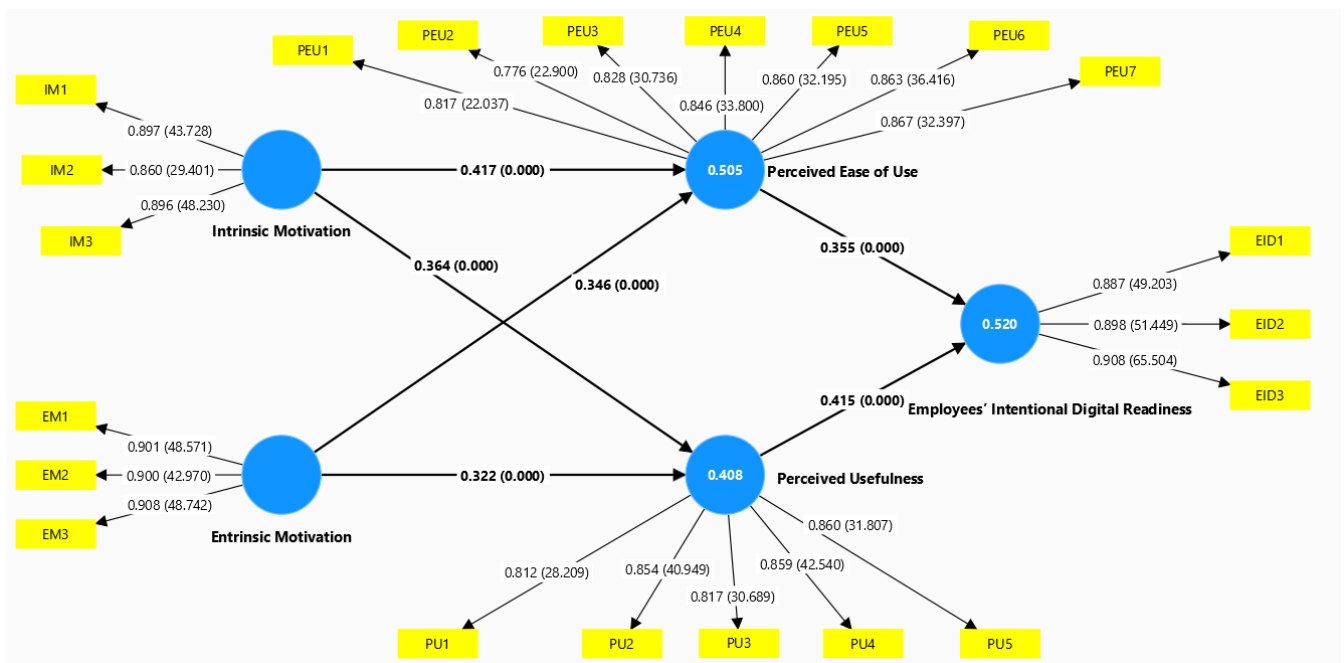 PEU1
PEU2
PEU3
PEU4
PEU5
PEU6
PEU7
0.817 (22.037)
0.776 (22.900)
0.828 (30.736)
0.846 (33.800)
0.860 (32.195)
0.863 (36.416)
0.867 (32.397)
IM1
IM2
IM3
0.897 (43.728)
0.860 (29.401)
0.896 (48.230)
Intrinsic Motivation
0.417 (0.000)
0.505
Perceived Ease of Use
0.364 (0.000)
0.346 (0.000)
0.355 (0.000)
EID1
EID2
EID3
0.887 (49.203)
0.898 (51.449)
0.908 (65.504)
0.520
Employees’ Intentional Digital Readiness
0.415 (0.000)
EM1
EM2
EM3
0.901 (48.571)
0.900 (42.970)
0.908 (48.742)
Entrinsic Motivation
0.322 (0.000)
0.408
Perceived Usefulness
0.812 (28.209)
0.854 (40.949)
0.817 (30.689)
0.859 (42.540)
0.860 (31.807)
PU1
PU2
PU3
PU4
PU5